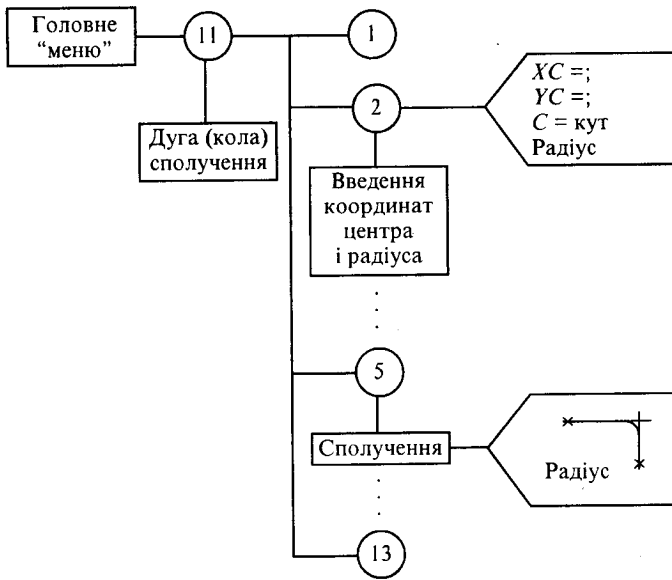 Головне
“меню”
11
1
Дуга (кола)
сполучення
2
XC =;
YC =;
C = кут
Радіус
Введення
координат
центра
і радіуса
5
Сполучення
Радіус
13